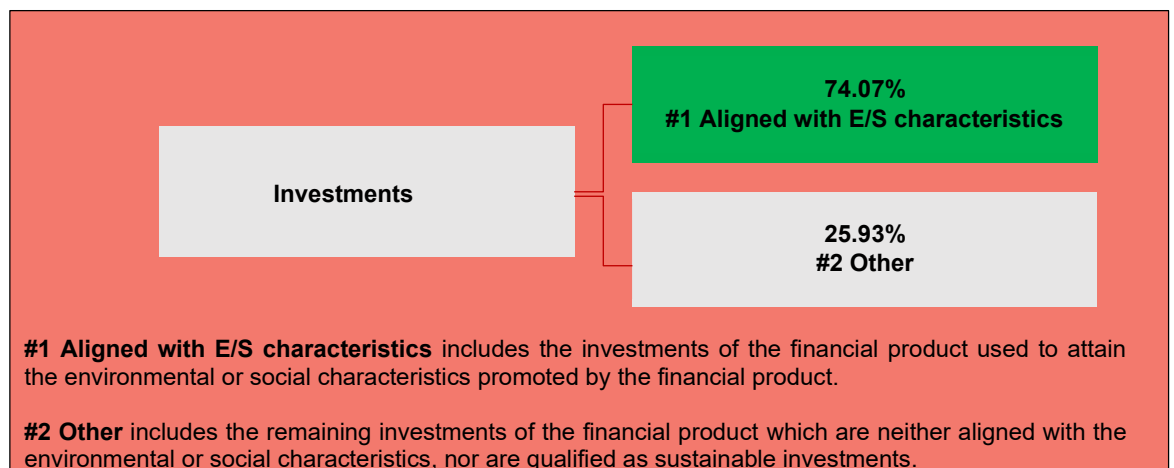 74.07%
#1 Aligned with E/S characteristics
Investments
25.93%
#2 Other
#1 Aligned with E/S characteristics includes the investments of the financial product used to attain
the environmental or social characteristics promoted by the financial product.
#2 Other includes the remaining investments of the financial product which are neither aligned with the
environmental or social characteristics, nor are qualified as sustainable investments.